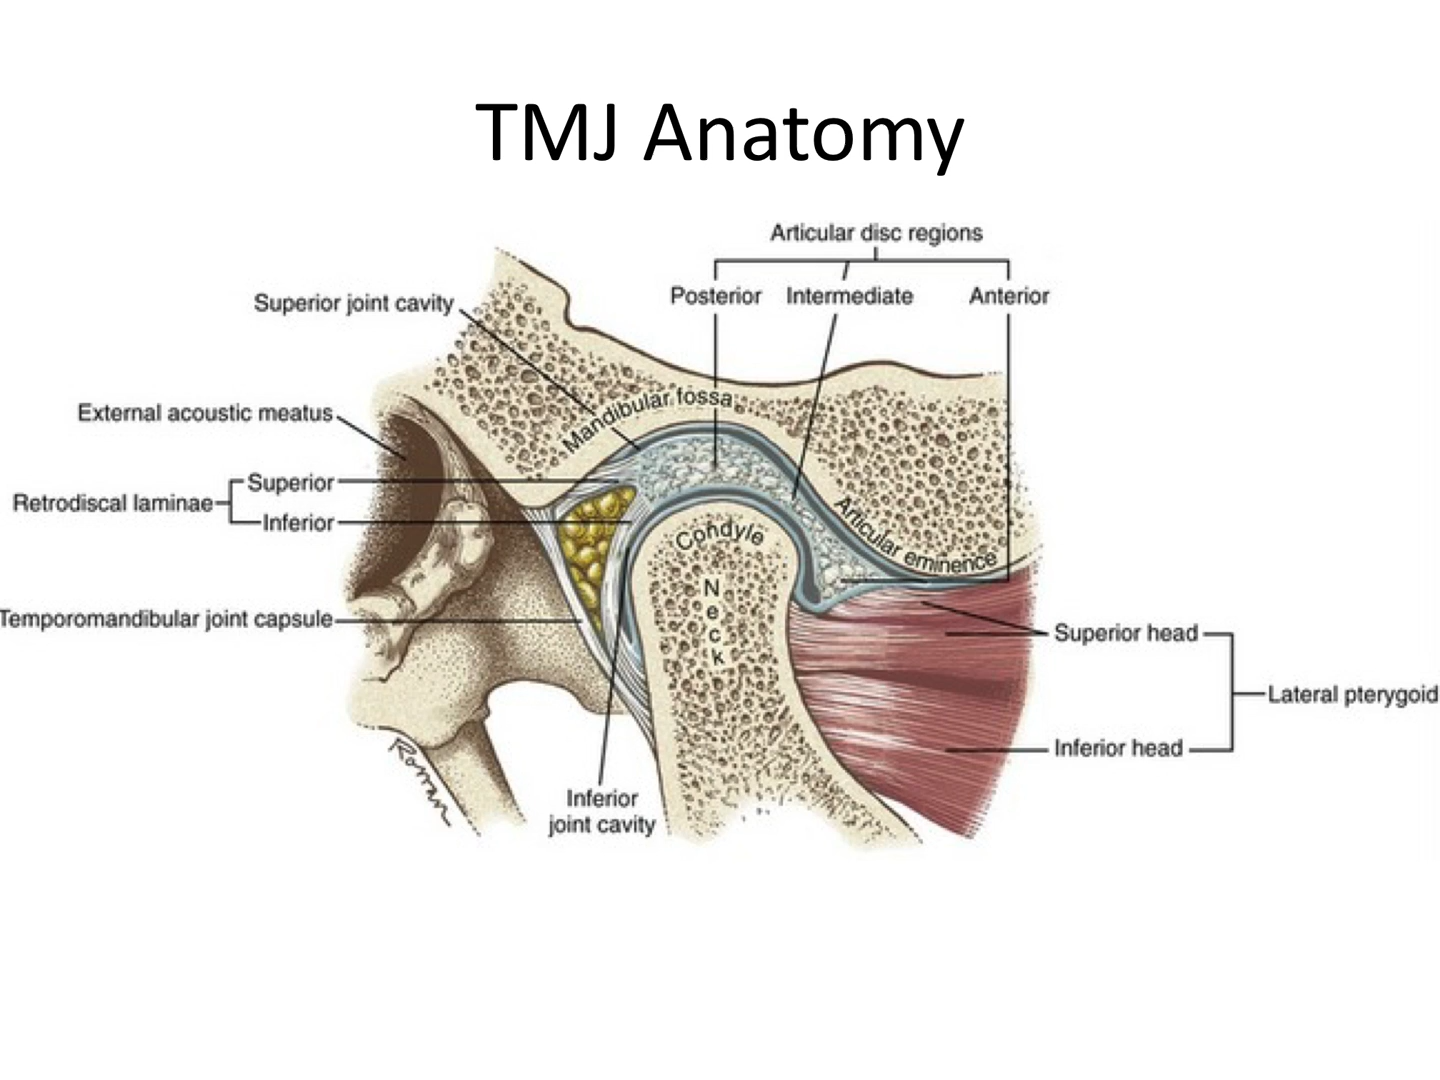 TMJ Anatomy
Articular disc regions
Posterior
Intermediate
Anterior
Superior joint cavity
Mandibular fossa
External acoustic meatus
Retrodiscal laminae
Superior
Inferior
Articular eminence
Condyle
Neck
Temporomandibular joint capsule
Superior head
Lateral pterygoid
Inferior head
Inferior
joint cavity
Roman